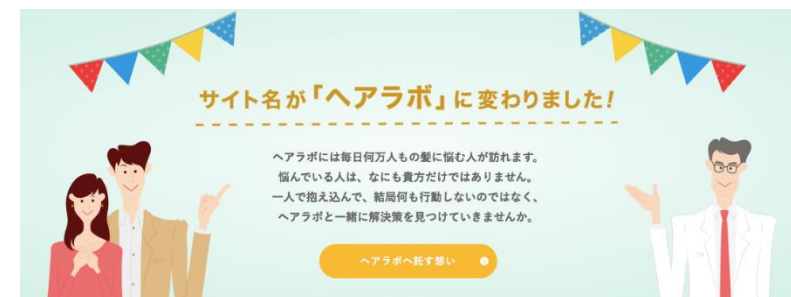 サイト名が「ヘアラボ」に変わりました!
ヘアラボには毎日何万人もの髪に悩む人が訪れます。
悩んでいる人は、なにも貴方だけではありません。
一人で抱え込んで、結局何も行動しないのではなく、
ヘアラボと一緒に解決策を見つけていきませんか。
ヘアラボへ託す想い